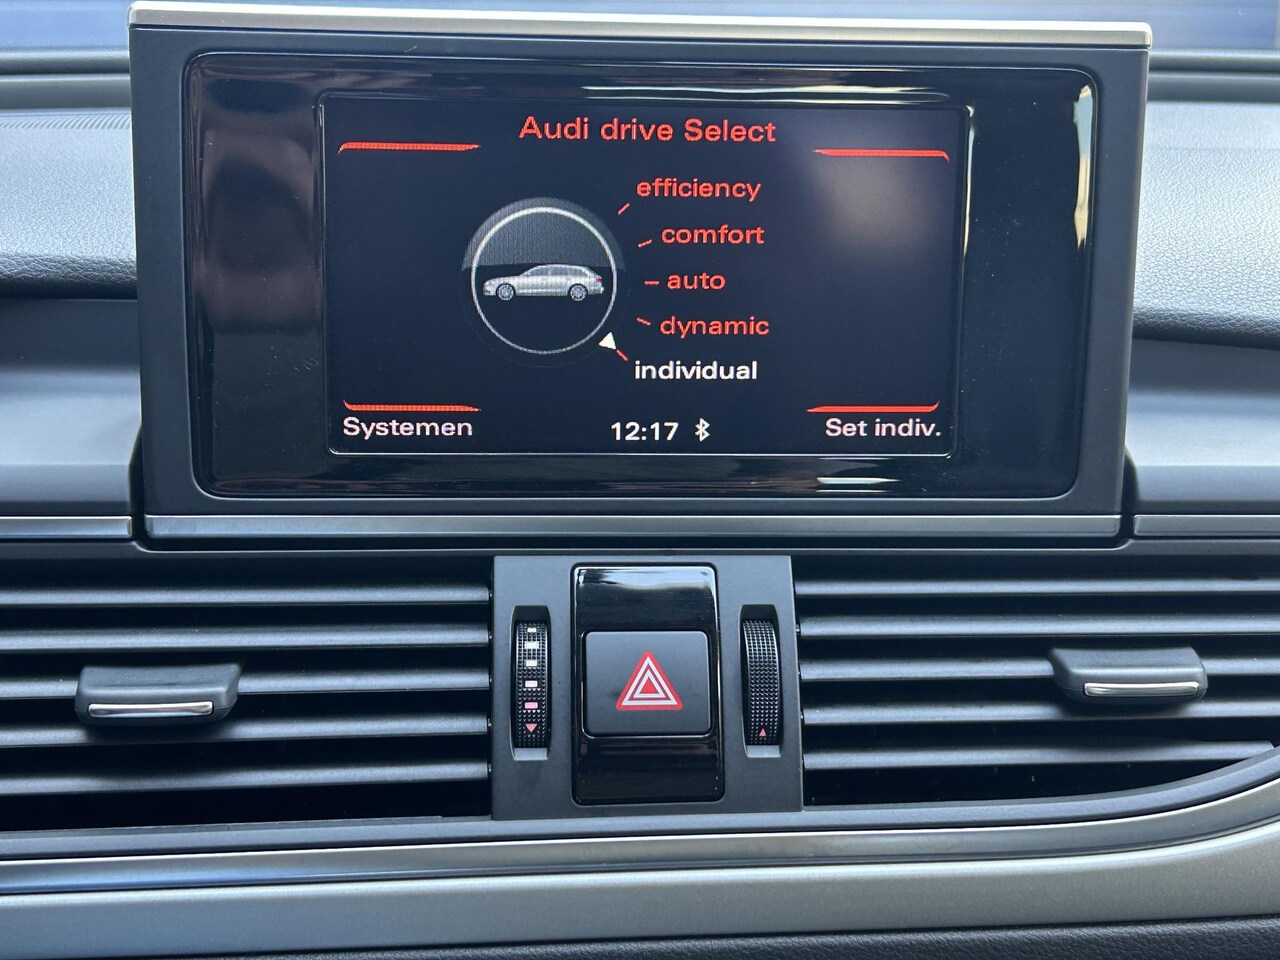 Audi drive Select
efficiency
comfort
auto
dynamic
individual
Systemen
12:17
Set indiv.